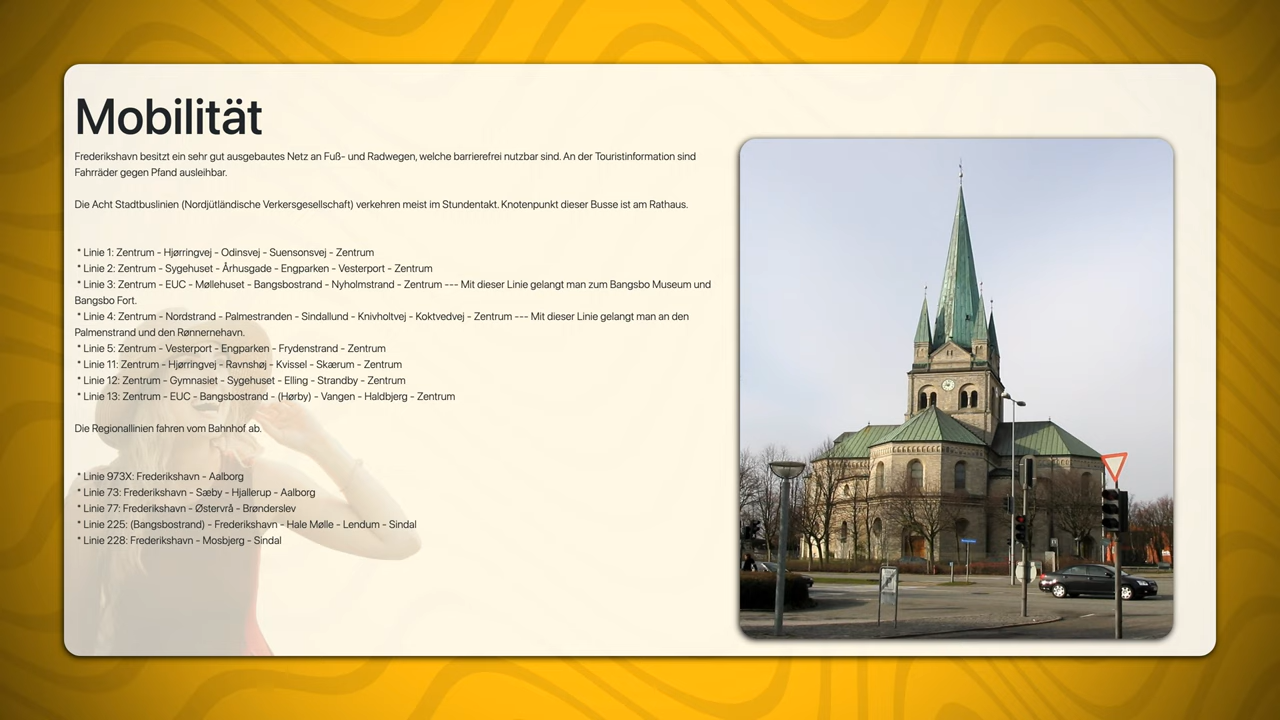 Mobilität
Frederikshavn besitzt ein sehr gut ausgebautes Netz an Fuß- und Radwegen, welche barrierefrei nutzbar sind. An der Touristinformation sind
Fahrräder gegen Pfand ausleihbar.
Die Acht Stadtbuslinien (Nordjütländische Verkersgesellschaft) verkehren meist im Stundentakt. Knotenpunkt dieser Busse ist am Rathaus.
* Linie 1: Zentrum - Hjørringvej - Odinsvej - Suensonsvej - Zentrum
* Linie 2: Zentrum - Sygehuset - Århusgade - Engparken - Vesterport - Zentrum
* Linie 3: Zentrum - EUC - Møllehuset - Bangsbostrand - Nyholmstrand - Zentrum --- Mit dieser Linie gelangt man zum Bangsbo Museum und
Bangsbo Fort.
* Linie 4: Zentrum - Nordstrand - Palmestranden - Sindallund - Knivholtvej - Koktvedvej - Zentrum --- Mit dieser Linie gelangt man an den
Palmenstrand und den Rønnernehavn.
* Linie 5: Zentrum - Vesterport - Engparken - Frydenstrand - Zentrum
* Linie 11: Zentrum - Hjørringvej - Ravnshøj - Kvissel - Skærum - Zentrum
* Linie 12: Zentrum - Gymnasiet - Sygehuset - Elling - Strandby - Zentrum
* Linie 13: Zentrum - EUC - Bangsbostrand - (Hørby) - Vangen - Haldbjerg - Zentrum
Die Regionallinien fahren vom Bahnhof ab.
* Linie 973X: Frederikshavn - Aalborg
* Linie 73: Frederikshavn - Sæby - Hjallerup - Aalborg
* Linie 77: Frederikshavn - Østervrå - Brønderslev
* Linie 225: (Bangsbostrand) - Frederikshavn - Hale Mølle - Lendum - Sindal
* Linie 228: Frederikshavn - Mosbjerg - Sindal